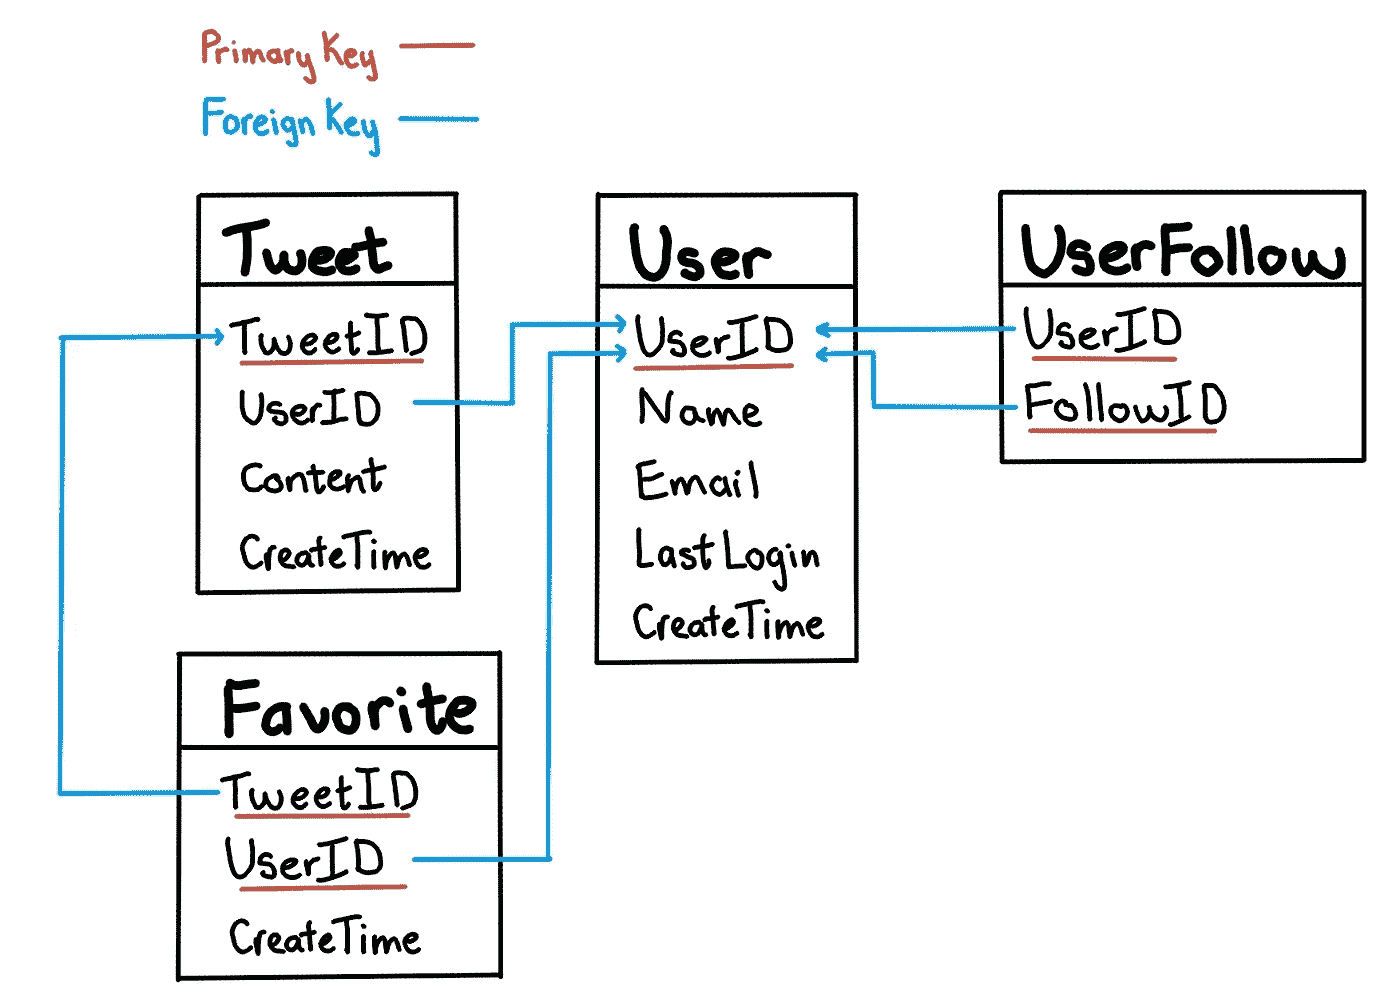 Primary Key
Foreign Key
Tweet
TweetID
UserID
Content
CreateTime
User
UserID
Name
Email
LastLogin
CreateTime
UserFollow
UserID
FollowID
Favorite
TweetID
UserID
CreateTime